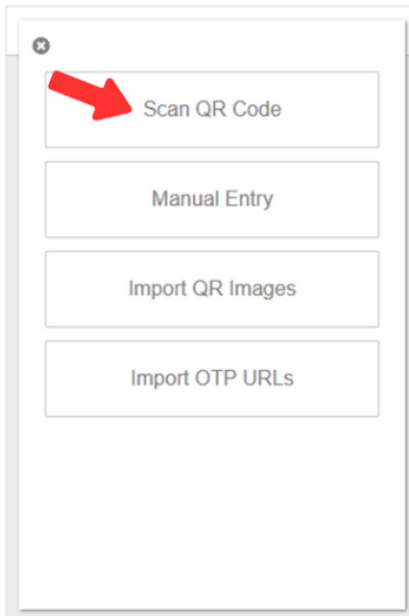 Scan QR Code
Manual Entry
Import QR Images
Import OTP URLs